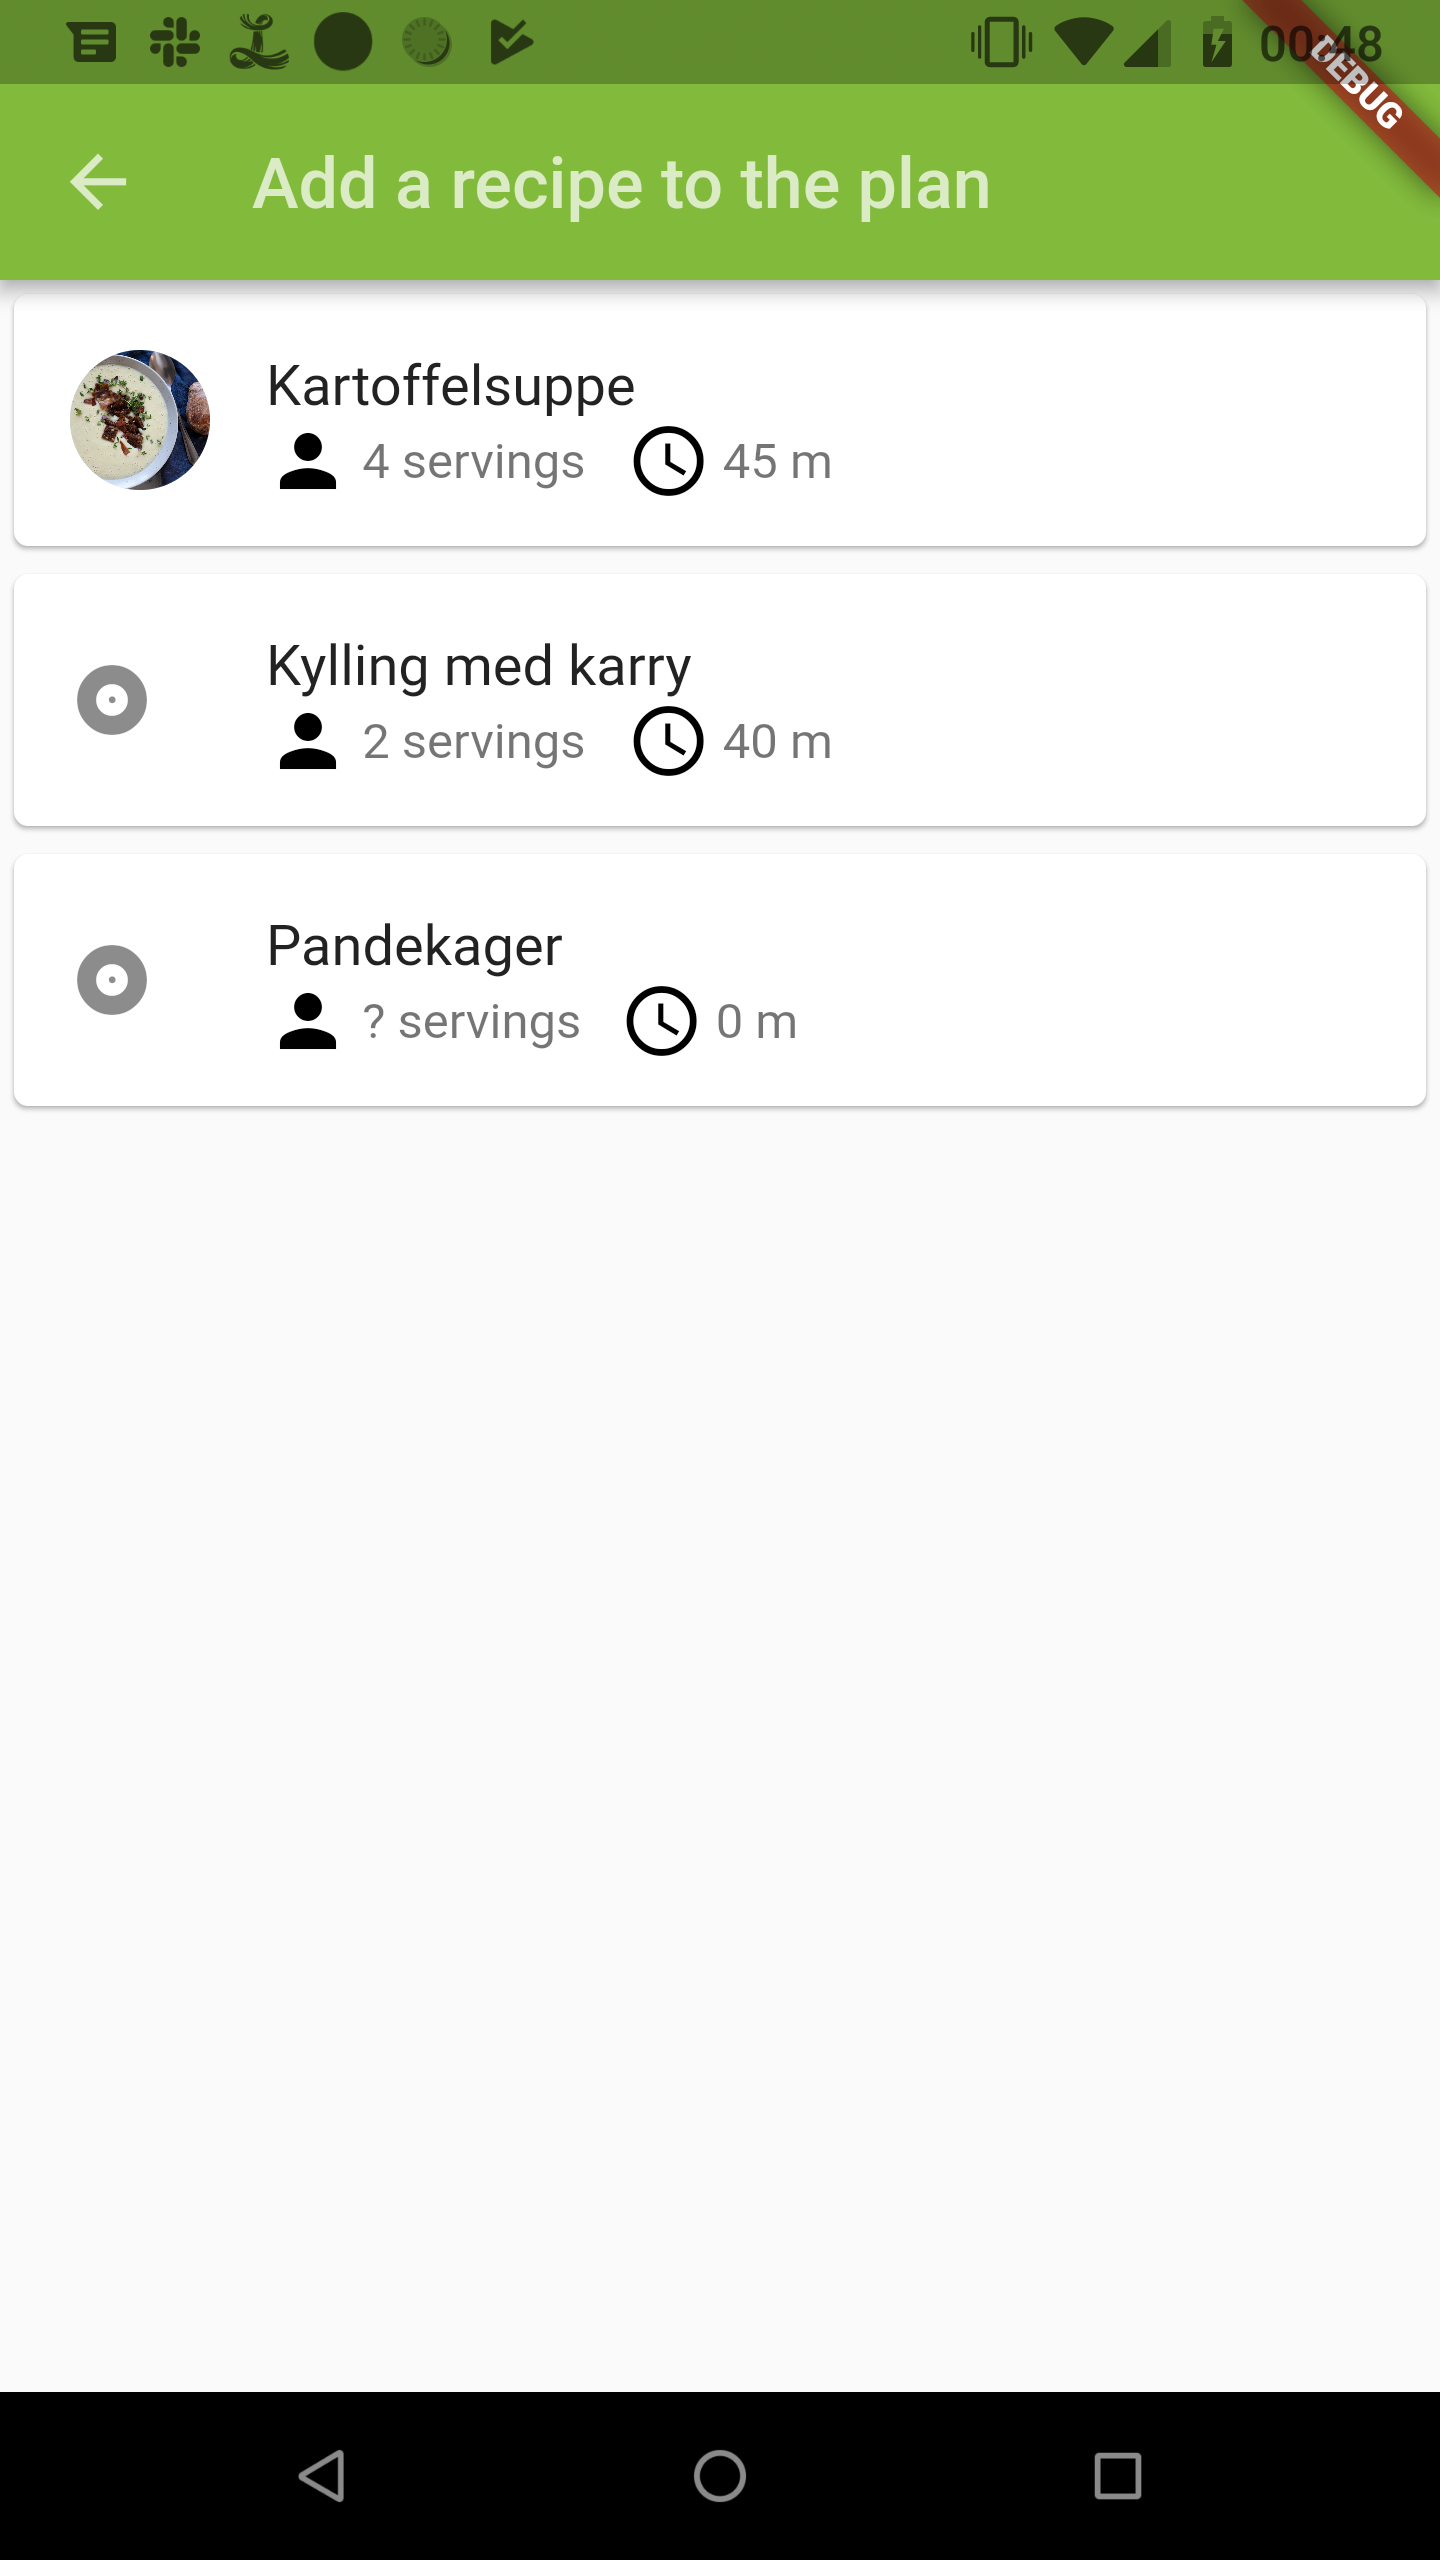 00:48
DEBUG
Add a recipe to the plan
Kartoffelsuppe
4 servings 45 m
Kylling med karry
2 servings 40 m
Pandekager
? servings 0 m